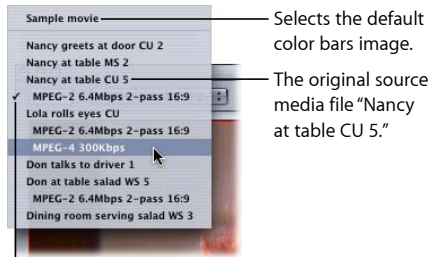 Sample movie
Selects the default
color bars image.
Nancy greets at door CU 2
Nancy at table MS 2
Nancy at table CU 5
The original source
media file “Nancy
at table CU 5.”
✓ MPEG-2 6.4Mbps 2-pass 16:9
Lola rolls eyes CU
MPEG-2 6.4Mbps 2-pass 16:9
MPEG-4 300Kbps
Don talks to driver 1
Don at table salad WS 5
MPEG-2 6.4Mbps 2-pass 16:9
Dining room serving salad WS 3